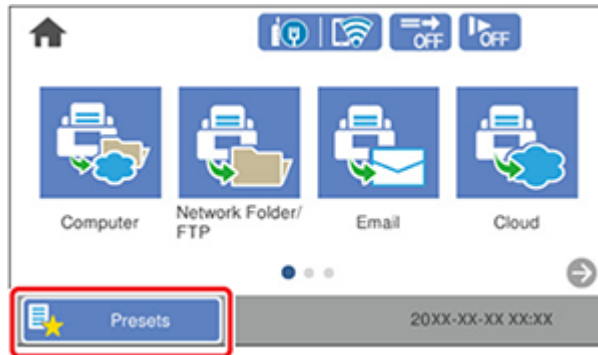 OFF
OFF
Computer
Network Folder/
FTP
Email
Cloud
Presets
20XX-XX-XX XX:XX